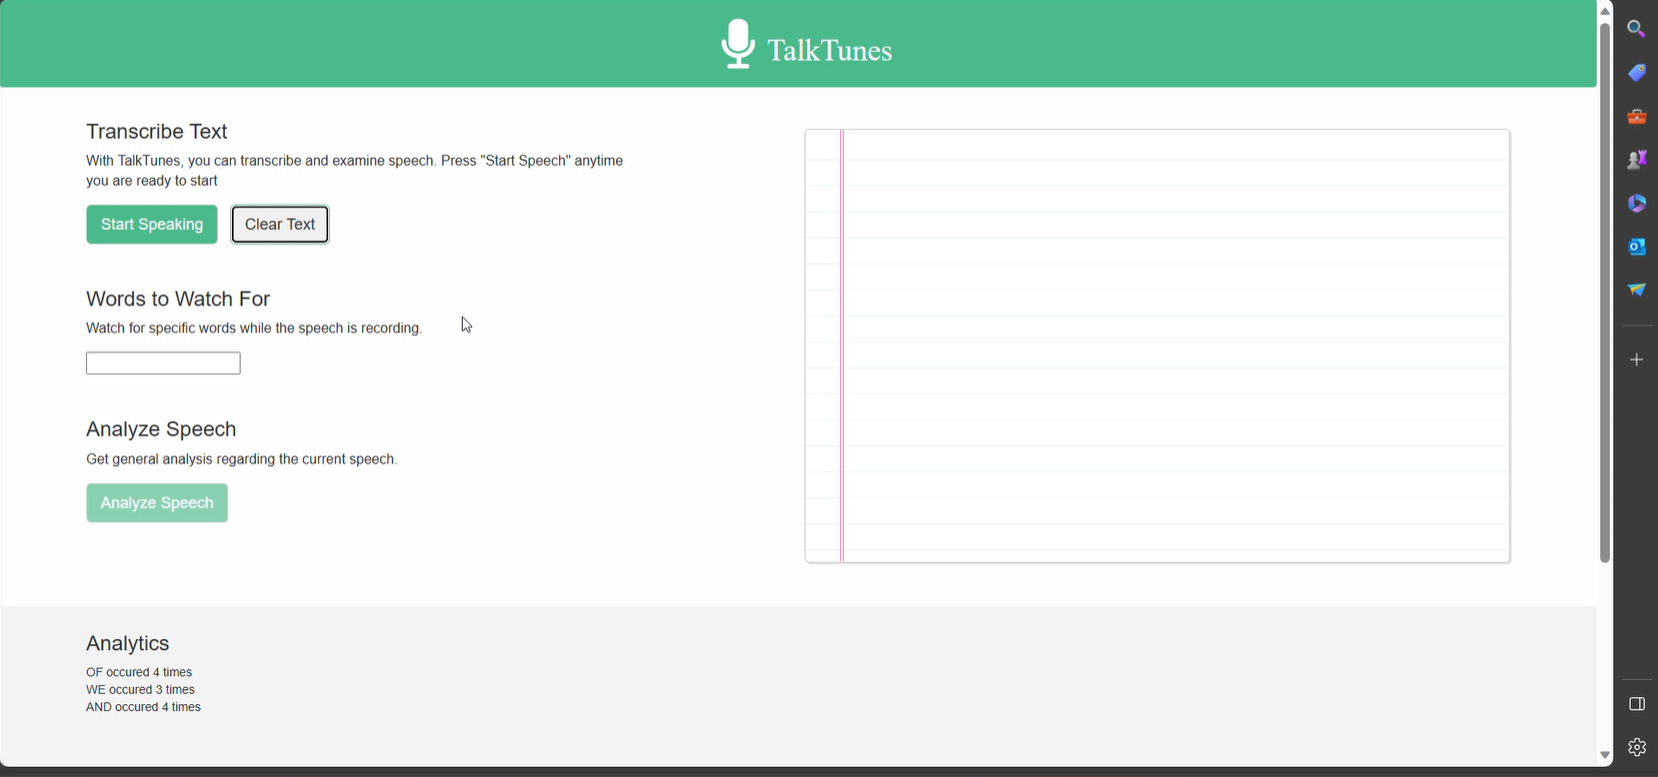 TalkTunes
Transcribe Text
With TalkTunes, you can transcribe and examine speech. Press "Start Speech" anytime
you are ready to start
Start Speaking
Clear Text
Words to Watch For
Watch for specific words while the speech is recording.
Analyze Speech
Get general analysis regarding the current speech.
Analyze Speech
Analytics
OF occured 4 times
WE occured 3 times
AND occured 4 times